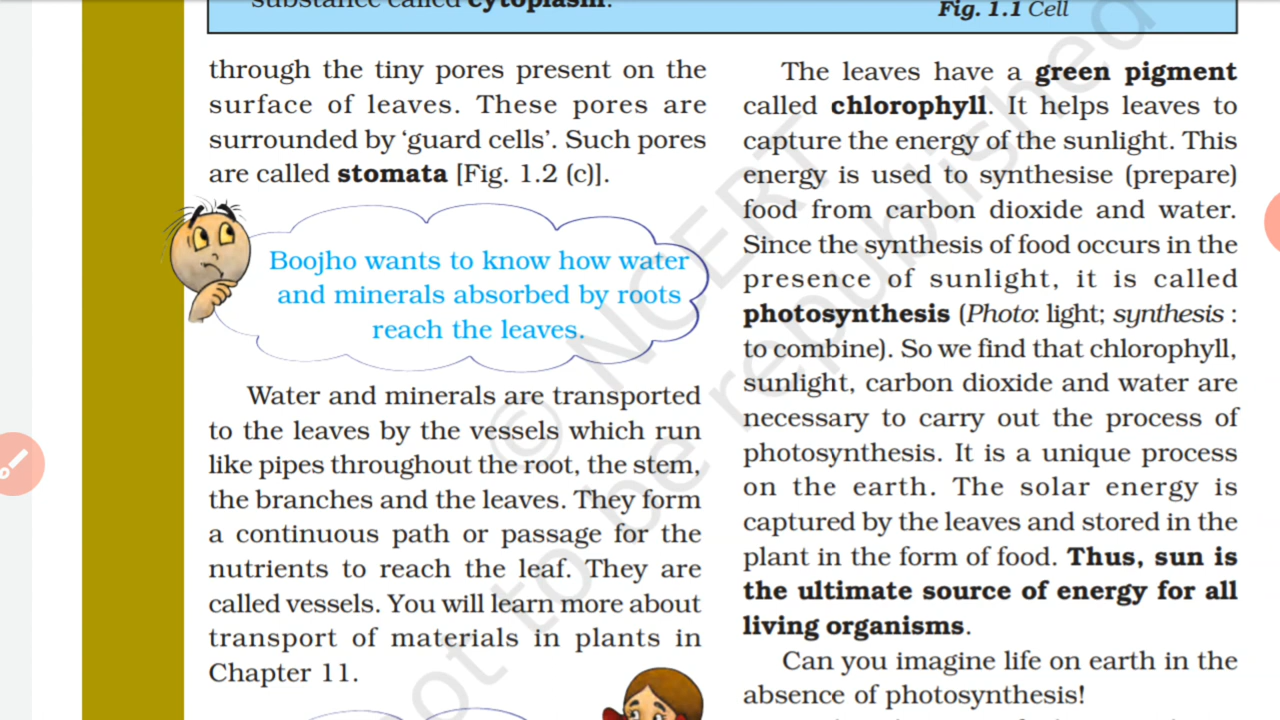 substance called cytoplasm.
Fig. 1.1 Cell
through the tiny pores present on the
surface of leaves. These pores are
surrounded by ‘guard cells’. Such pores
are called stomata [Fig. 1.2 (c)].
Boojho wants to know how water
and minerals absorbed by roots
reach the leaves.
Water and minerals are transported
to the leaves by the vessels which run
like pipes throughout the root, the stem,
the branches and the leaves. They form
a continuous path or passage for the
nutrients to reach the leaf. They are
called vessels. You will learn more about
transport of materials in plants in
Chapter 11.
The leaves have a green pigment
called chlorophyll. It helps leaves to
capture the energy of the sunlight. This
energy is used to synthesise (prepare)
food from carbon dioxide and water.
Since the synthesis of food occurs in the
presence of sunlight, it is called
photosynthesis (Photo: light; synthesis :
to combine). So we find that chlorophyll,
sunlight, carbon dioxide and water are
necessary to carry out the process of
photosynthesis. It is a unique process
on the earth. The solar energy is
captured by the leaves and stored in the
plant in the form of food. Thus, sun is
the ultimate source of energy for all
living organisms.
Can you imagine life on earth in the
absence of photosynthesis!
© NCERT
not to be republished